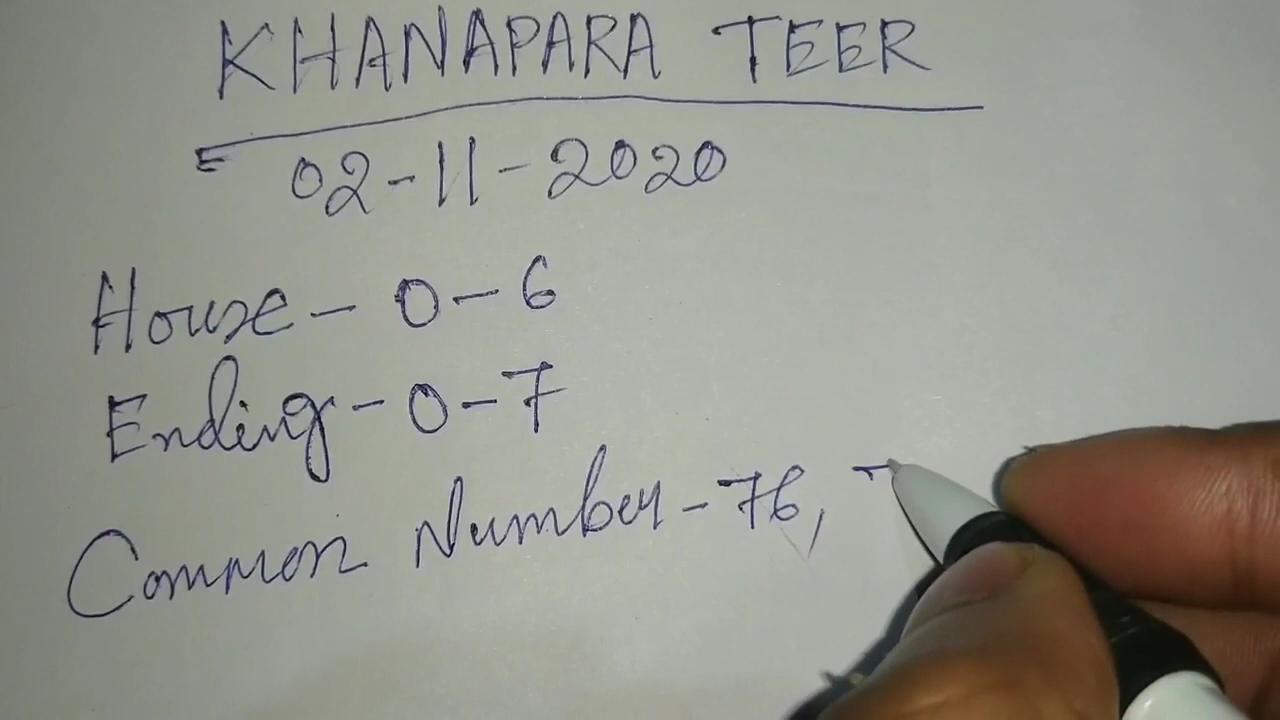 KHANAPARA TEER
02-11-2020
House - 0-6
Ending - 0-7
Common Number - 76,